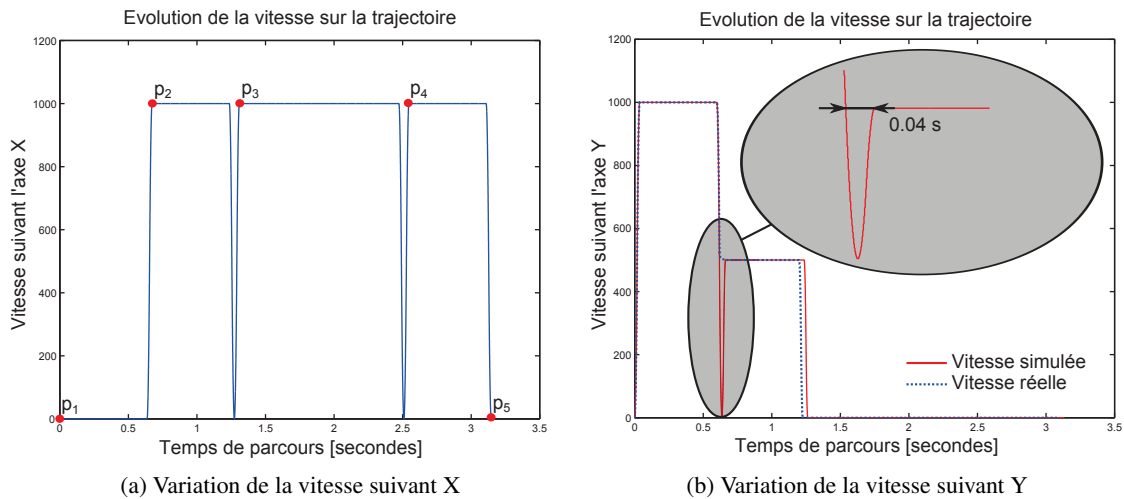 Evolution de la vitesse sur la trajectoire
1200
1000
800
600
400
200
0
0
0.5
1
1.5
2
2.5
3
3.5
Vitesse suivant l'axe X
Temps de parcours [secondes]
p1
p2
p3
p4
p5
(a) Variation de la vitesse suivant X
Evolution de la vitesse sur la trajectoire
1200
1000
800
600
400
200
0
0
0.5
1
1.5
2
2.5
3
3.5
Vitesse suivant l'axe Y
Temps de parcours [secondes]
0.04 s
Vitesse simulée
Vitesse réelle
(b) Variation de la vitesse suivant Y